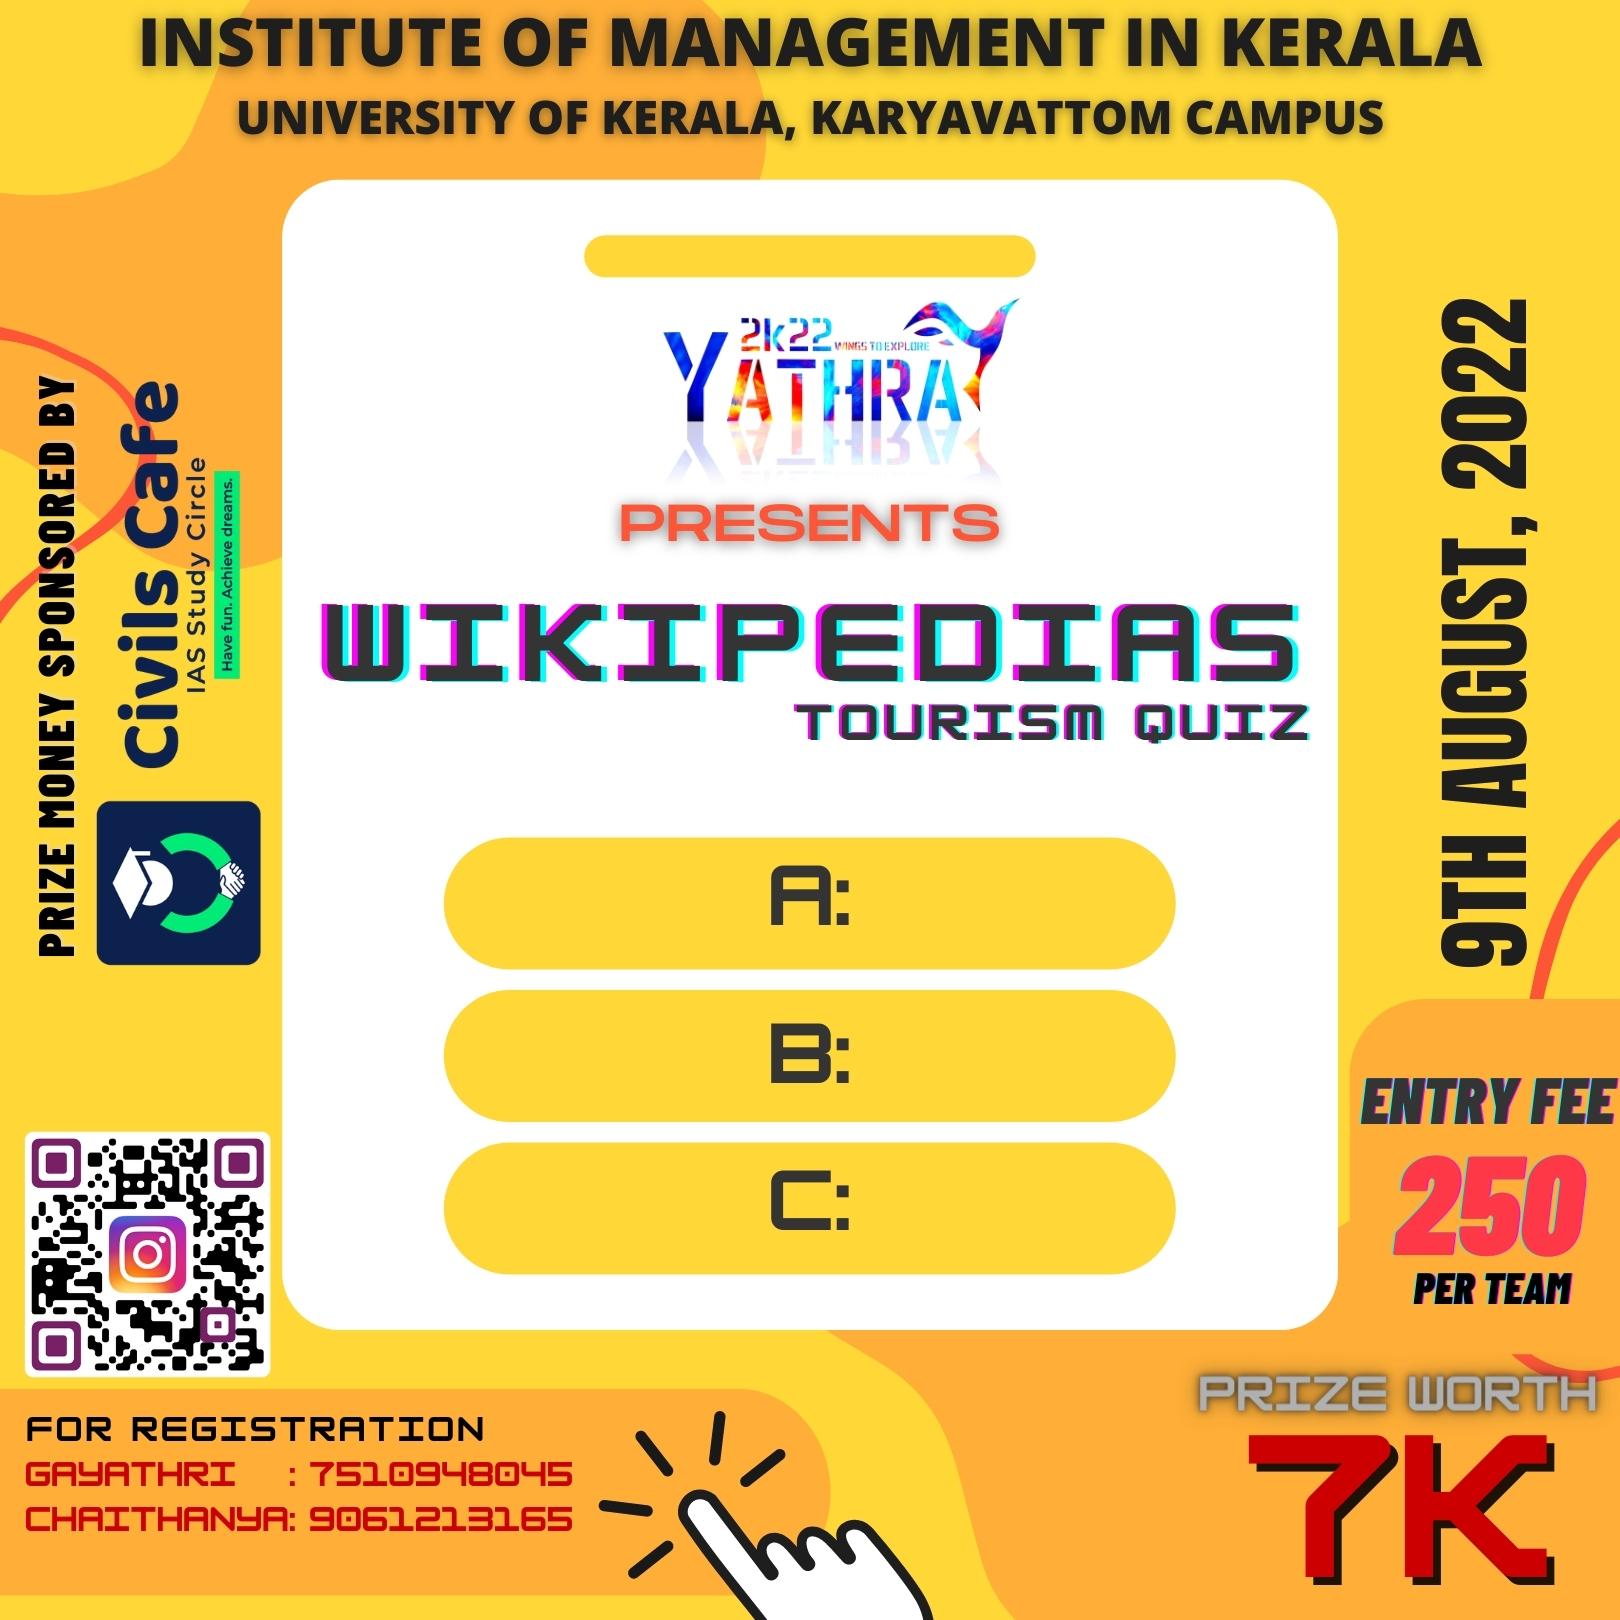 INSTITUTE OF MANAGEMENT IN KERALA
UNIVERSITY OF KERALA, KARYAVATTOM CAMPUS
2K22 WINGS TO EXPLORE
YATHRA
PRESENTS
WIKIPEDIAS
TOURISM QUIZ
A:
B:
C:
PRIZE MONEY SPONSORED BY
Civils Cafe
IAS Study Circle
Have fun. Achieve dreams.
9TH AUGUST, 2022
ENTRY FEE
250
PER TEAM
PRIZE WORTH
7K
FOR REGISTRATION
GAYATHRI : 7510948045
CHAITHANYA: 9061213165